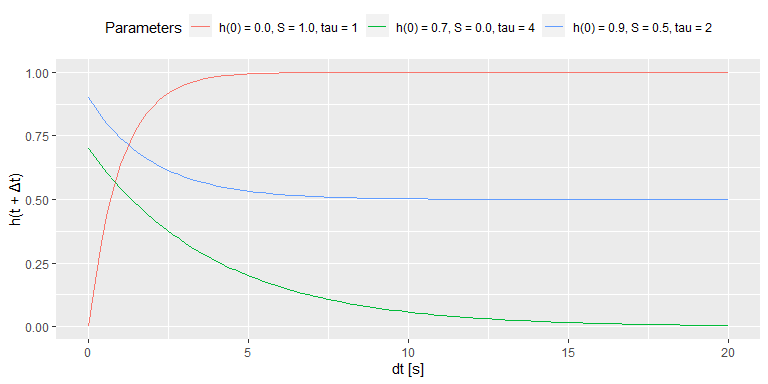 Parameters h(0) = 0.0, S = 1.0, tau = 1 h(0) = 0.7, S = 0.0, tau = 4 h(0) = 0.9, S = 0.5, tau = 2
1.00
0.75
0.50
0.25
0.00
h(t + Δt)
0 5 10 15 20
dt [s]